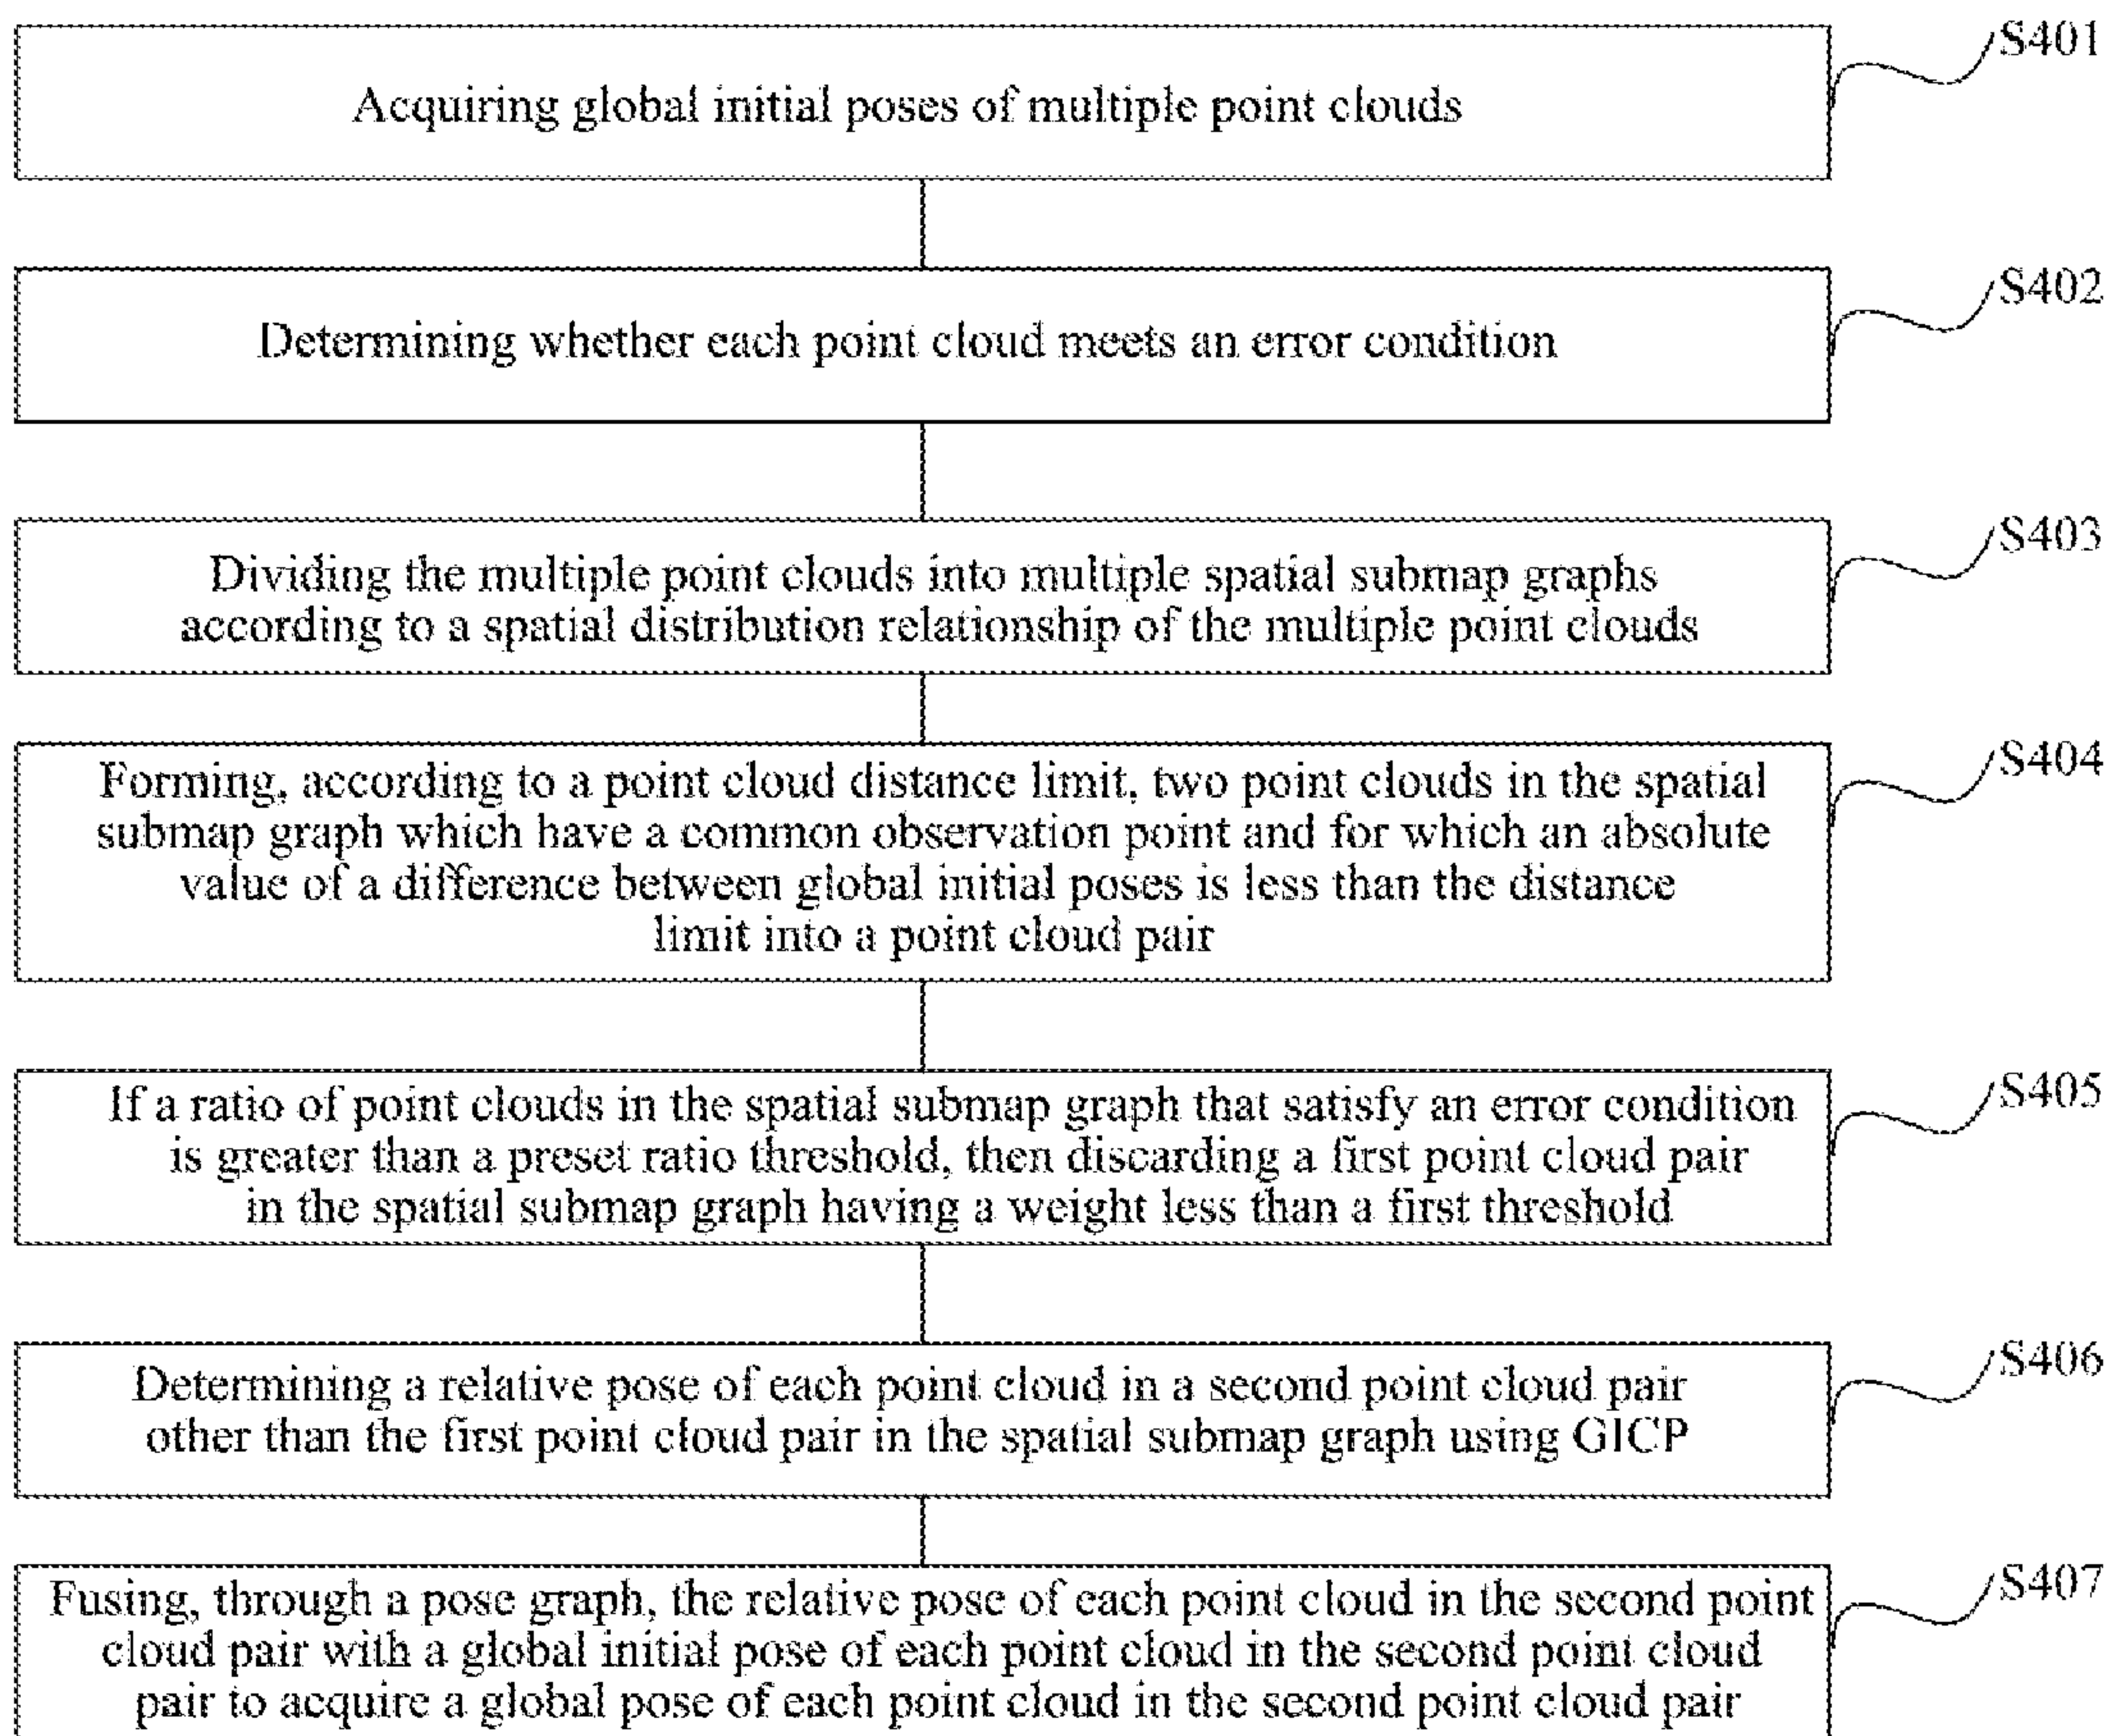 S401
Acquiring global initial poses of multiple point clouds
S402
Determining whether each point cloud meets an error condition
S403
Dividing the multiple point clouds into multiple spatial submap graphs
according to a spatial distribution relationship of the multiple point clouds
S404
Forming, according to a point cloud distance limit, two point clouds in the spatial
submap graph which have a common observation point and for which an absolute
value of a difference between global initial poses is less than the distance
limit into a point cloud pair
S405
If a ratio of point clouds in the spatial submap graph that satisfy an error condition
is greater than a preset ratio threshold, then discarding a first point cloud pair
in the spatial submap graph having a weight less than a first threshold
S406
Determining a relative pose of each point cloud in a second point cloud pair
other than the first point cloud pair in the spatial submap graph using GICP
S407
Fusing, through a pose graph, the relative pose of each point cloud in the second point
cloud pair with a global initial pose of each point cloud in the second point cloud
pair to acquire a global pose of each point cloud in the second point cloud pair